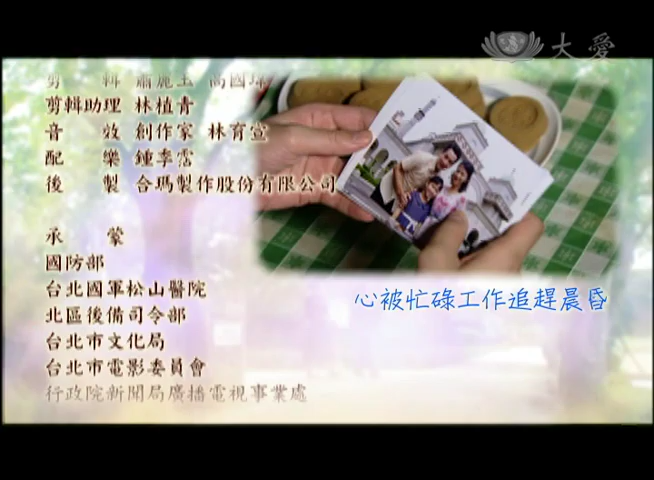 大愛
剪 輯
剪輯助理 林植青
音 效 創作家 林育宣
配 樂 鍾季霑
後 製 合瑪製作股份有限公司
承 蒙
國防部
台北國軍松山醫院
北區後備司令部
台北市文化局
台北市電影委員會
行政院新聞局廣播電視事業處
心被忙碌工作追趕晨昏